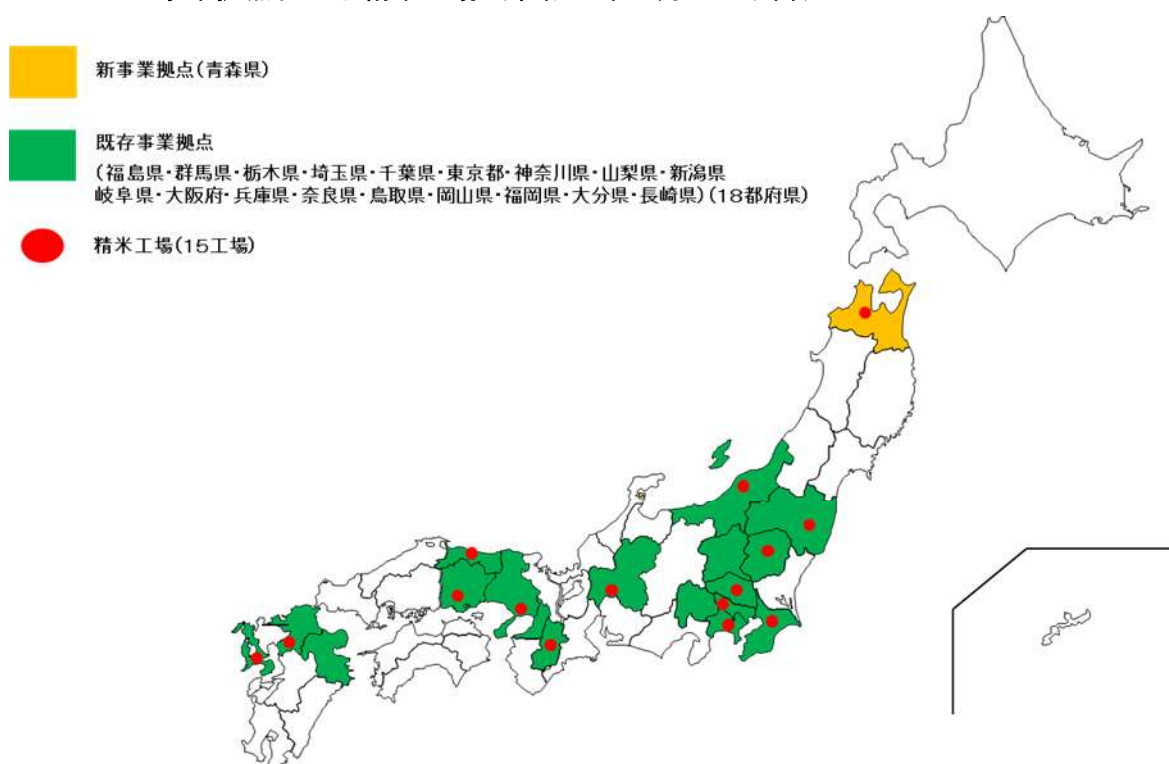 新事業拠点(青森県)
既存事業拠点
(福島県・群馬県・栃木県・埼玉県・千葉県・東京都・神奈川県・山梨県・新潟県
岐阜県・大阪府・兵庫県・奈良県・鳥取県・岡山県・福岡県・大分県・長崎県)(18都府県)
精米工場(15工場)